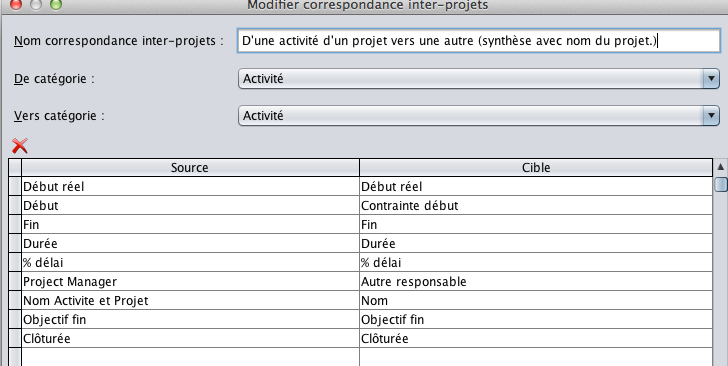 Modifier correspondance inter-projets
Nom correspondance inter-projets : D'une activité d'un projet vers une autre (synthèse avec nom du projet.)
De catégorie : Activité
Vers catégorie : Activité
Source Cible
Début réel Début réel
Début Contrainte début
Fin Fin
Durée Durée
% délai % délai
Project Manager Autre responsable
Nom Activite et Projet Nom
Objectif fin Objectif fin
Clôturée Clôturée